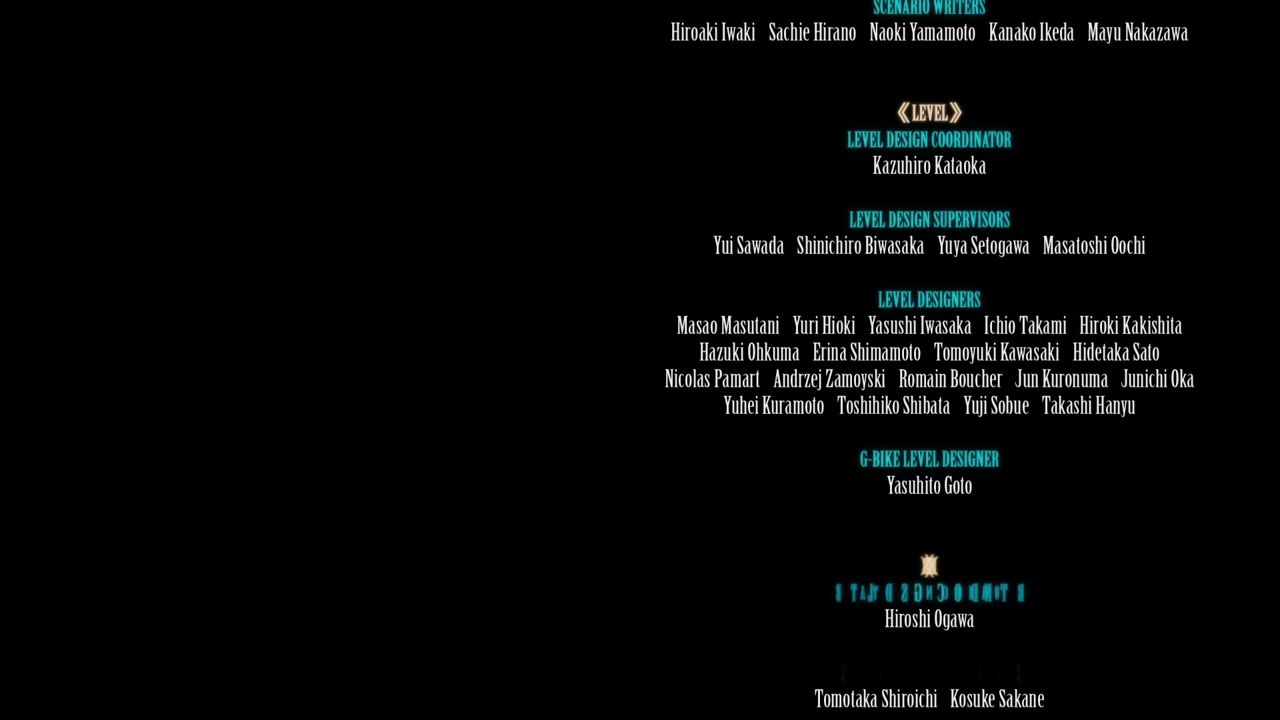 SCENARIO WRITERS
Hiroaki Iwaki Sachie Hirano Naoki Yamamoto Kanako Ikeda Mayu Nakazawa
《LEVEL》
LEVEL DESIGN COORDINATOR
Kazuhiro Kataoka
LEVEL DESIGN SUPERVISORS
Yui Sawada Shinichiro Biwasaka Yuya Setogawa Masatoshi Oochi
LEVEL DESIGNERS
Masao Masutani Yuri Hioki Yasushi Iwasaka Ichio Takami Hiroki Kakishita
Hazuki Ohkuma Erina Shimamoto Tomoyuki Kawasaki Hidetaka Sato
Nicolas Pamart Andrzej Zamoyski Romain Boucher Jun Kuronuma Junichi Oka
Yuhei Kuramoto Toshihiko Shibata Yuji Sobue Takashi Hanyu
G-BIKE LEVEL DESIGNER
Yasuhito Goto
Hiroshi Ogawa
Tomotaka Shiroichi Kosuke Sakane